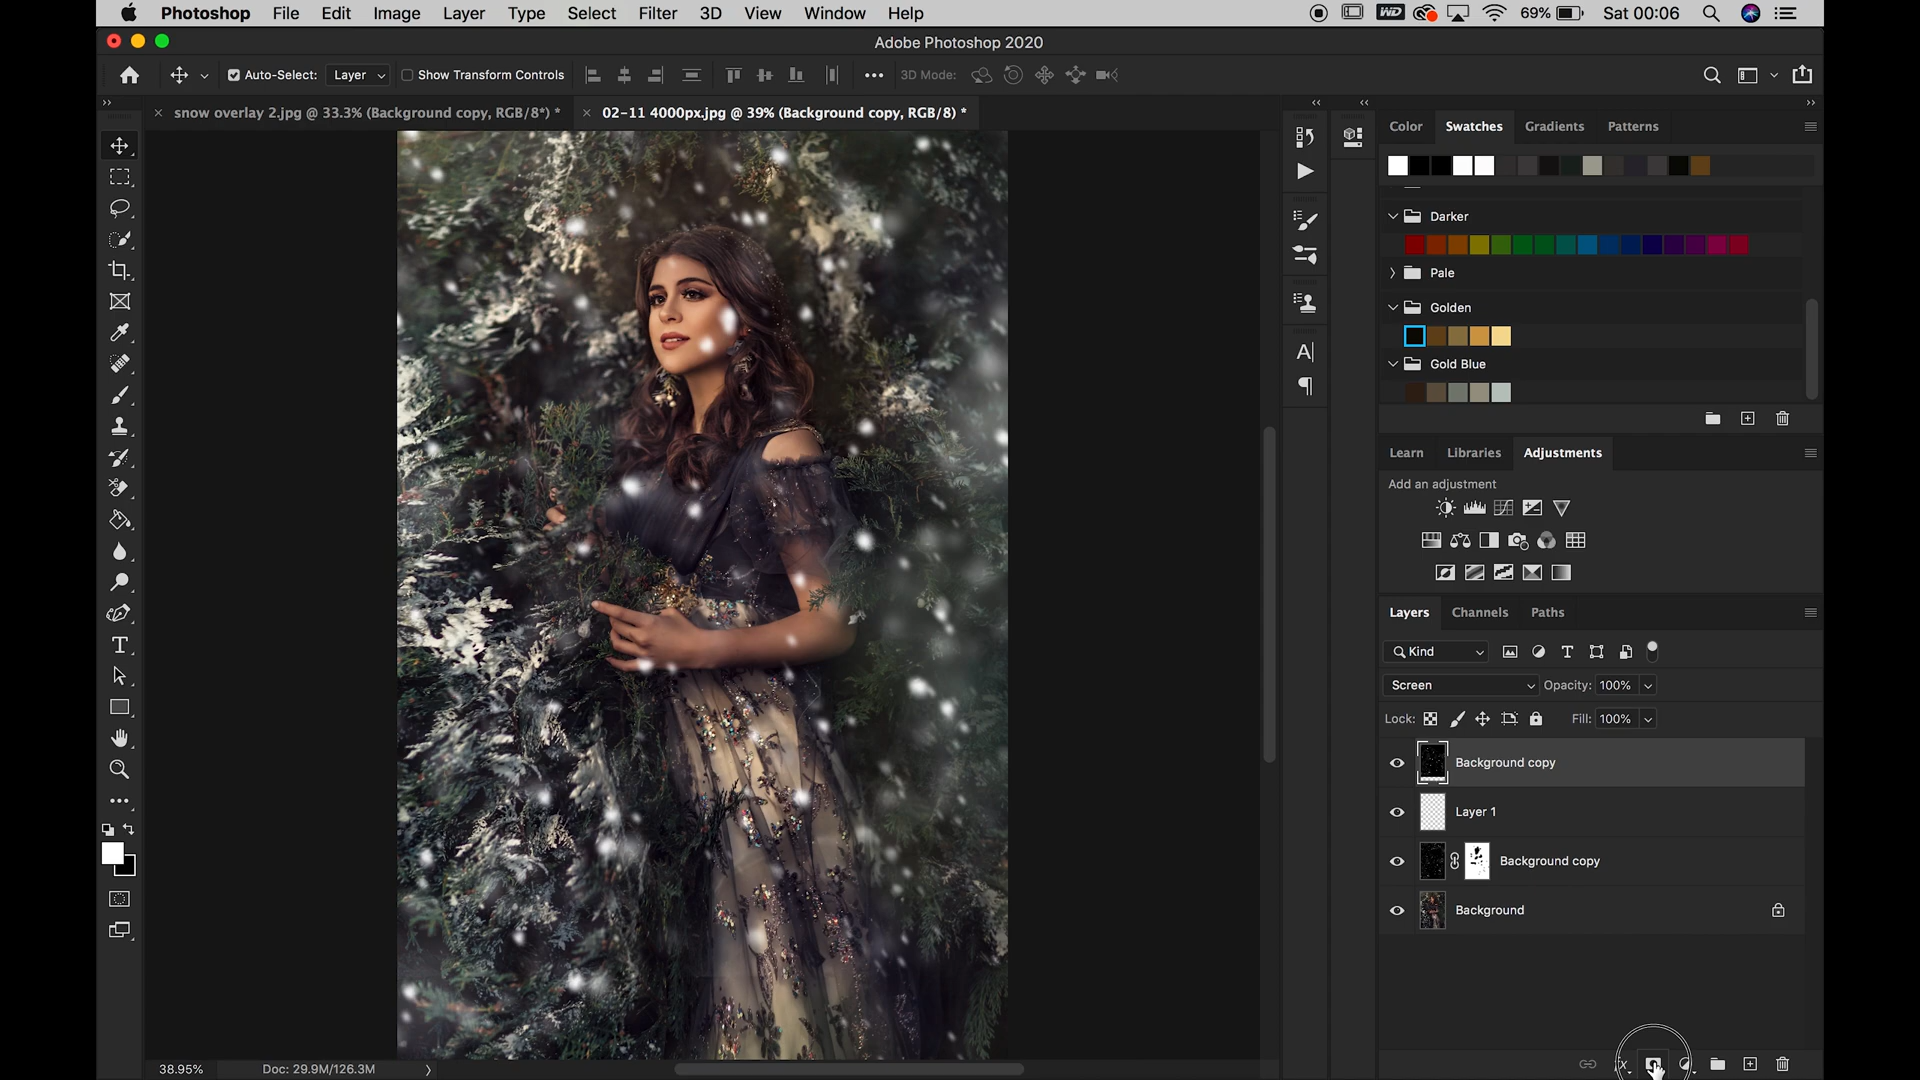 Photoshop File Edit Image Layer Type Select Filter 3D View Window Help WD 69% Sat 00:06
Adobe Photoshop 2020
Auto-Select: Layer Show Transform Controls 3D Mode:
snow overlay 2.jpg @ 33.3% (Background copy, RGB/8*) * 02-11 4000px.jpg @ 39% (Background copy, RGB/8) *
Color Swatches Gradients Patterns
Darker
Pale
Golden
Gold Blue
Learn Libraries Adjustments
Add an adjustment
Layers Channels Paths
Kind
Screen Opacity: 100%
Lock: Fill: 100%
Background copy
Layer 1
Background copy
Background
38.95% Doc: 29.9M/126.3M